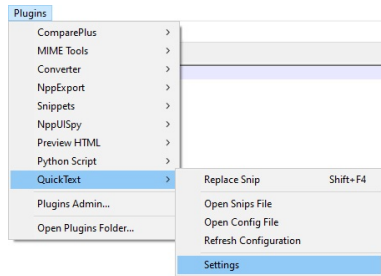 Plugins
ComparePlus
MIME Tools
Converter
NppExport
Snippets
NppUISpy
Preview HTML
Python Script
QuickText
Plugins Admin...
Open Plugins Folder...
Replace Snip Shift+F4
Open Snips File
Open Config File
Refresh Configuration
Settings